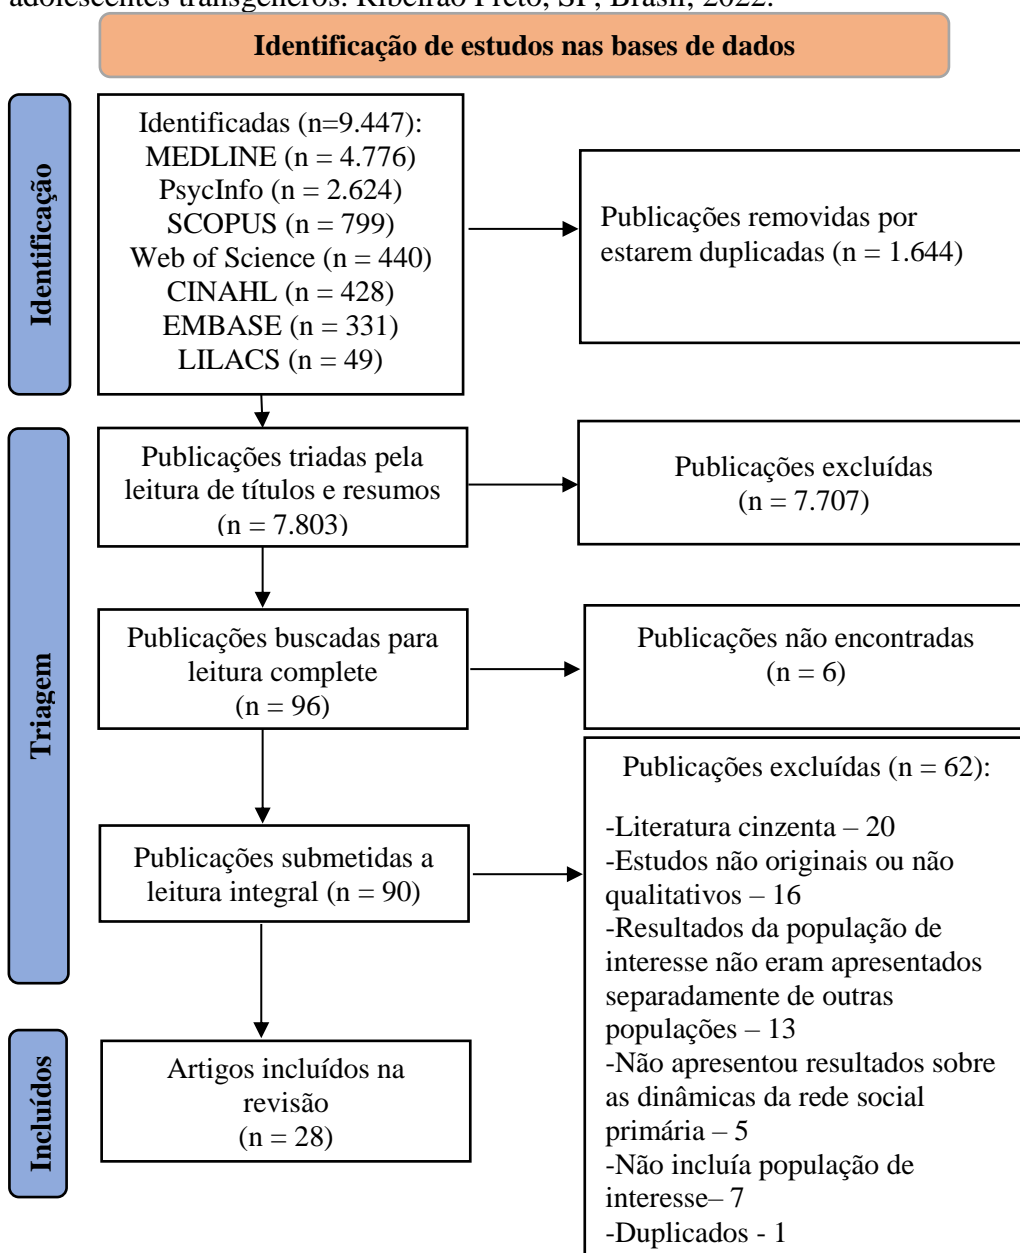 adolescentes transgêneros. Ribeirão Preto, SP, Brasil, 2022.
Identificação de estudos nas bases de dados
Identificação
Identificadas (n=9.447):
MEDLINE (n = 4.776)
PsycInfo (n = 2.624)
SCOPUS (n = 799)
Web of Science (n = 440)
CINAHL (n = 428)
EMBASE (n = 331)
LILACS (n = 49)
Publicações removidas por
estarem duplicadas (n = 1.644)
Triagem
Publicações triadas pela
leitura de títulos e resumos
(n = 7.803)
Publicações excluídas
(n = 7.707)
Publicações buscadas para
leitura complete
(n = 96)
Publicações não encontradas
(n = 6)
Publicações submetidas a
leitura integral (n = 90)
Publicações excluídas (n = 62):
-Literatura cinzenta – 20
-Estudos não originais ou não
qualitativos – 16
-Resultados da população de
interesse não eram apresentados
separadamente de outras
populações – 13
-Não apresentou resultados sobre
as dinâmicas da rede social
primária – 5
-Não incluía população de
interesse– 7
-Duplicados - 1
Incluídos
Artigos incluídos na
revisão
(n = 28)